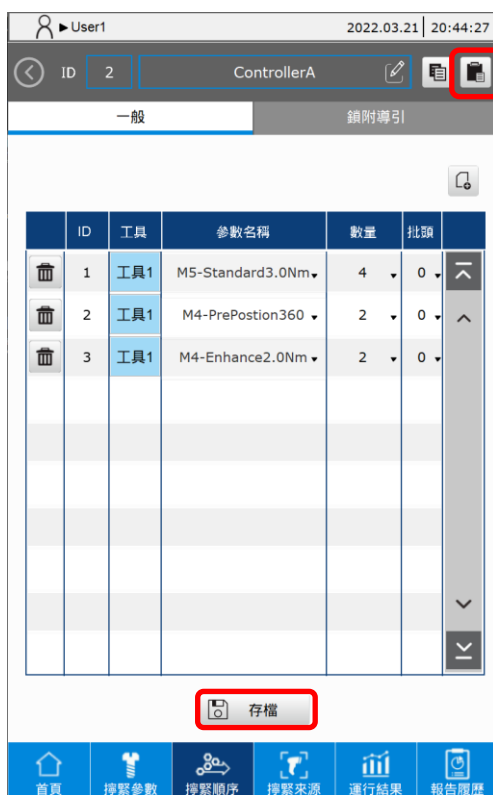 ►User1 2022.03.21 20:44:27
ID 2 ControllerA
一般 鎖附導引
ID 工具 參數名稱 數量 批頭
1 工具1 M5-Standard3.0Nm 4 0
2 工具1 M4-PrePostion360 2 0
3 工具1 M4-Enhance2.0Nm 2 0
存檔
首頁 擰緊參數 擰緊順序 擰緊來源 運行結果 報告履歷